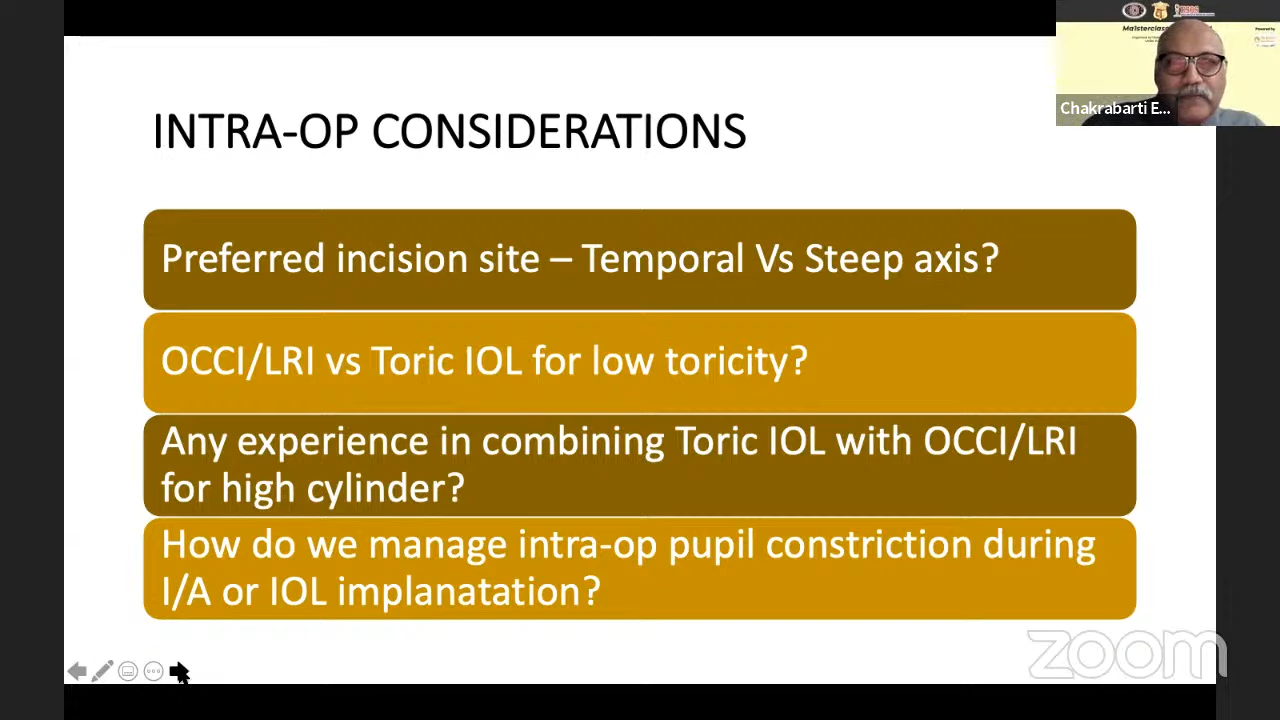 INTRA-OP CONSIDERATIONS
Preferred incision site – Temporal Vs Steep axis?
OCCI/LRI vs Toric IOL for low toricity?
Any experience in combining Toric IOL with OCCI/LRI
for high cylinder?
How do we manage intra-op pupil constriction during
I/A or IOL implanatation?
Chakrabarti E...
zoom